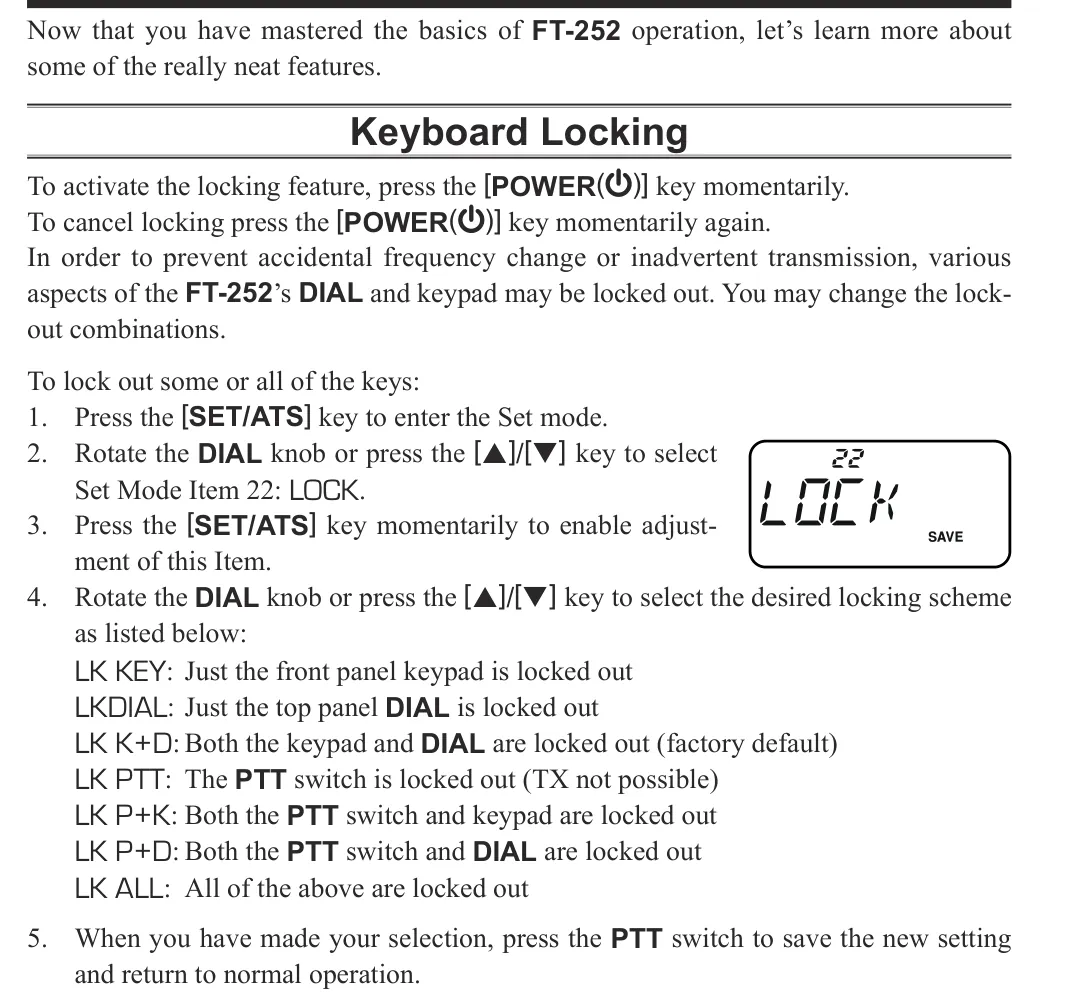 Now that you have mastered the basics of FT-252 operation, let’s learn more about
some of the really neat features.
Keyboard Locking
To activate the locking feature, press the [POWER(⏻)] key momentarily.
To cancel locking press the [POWER(⏻)] key momentarily again.
In order to prevent accidental frequency change or inadvertent transmission, various
aspects of the FT-252’s DIAL and keypad may be locked out. You may change the lock-
out combinations.
To lock out some or all of the keys:
1. Press the [SET/ATS] key to enter the Set mode.
2. Rotate the DIAL knob or press the [▲]/[▼] key to select
Set Mode Item 22: LOCK.
3. Press the [SET/ATS] key momentarily to enable adjust-
ment of this Item.
22
LOCK
SAVE
4. Rotate the DIAL knob or press the [▲]/[▼] key to select the desired locking scheme
as listed below:
LK KEY: Just the front panel keypad is locked out
LKDIAL: Just the top panel DIAL is locked out
LK K+D: Both the keypad and DIAL are locked out (factory default)
LK PTT: The PTT switch is locked out (TX not possible)
LK P+K: Both the PTT switch and keypad are locked out
LK P+D: Both the PTT switch and DIAL are locked out
LK ALL: All of the above are locked out
5. When you have made your selection, press the PTT switch to save the new setting
and return to normal operation.